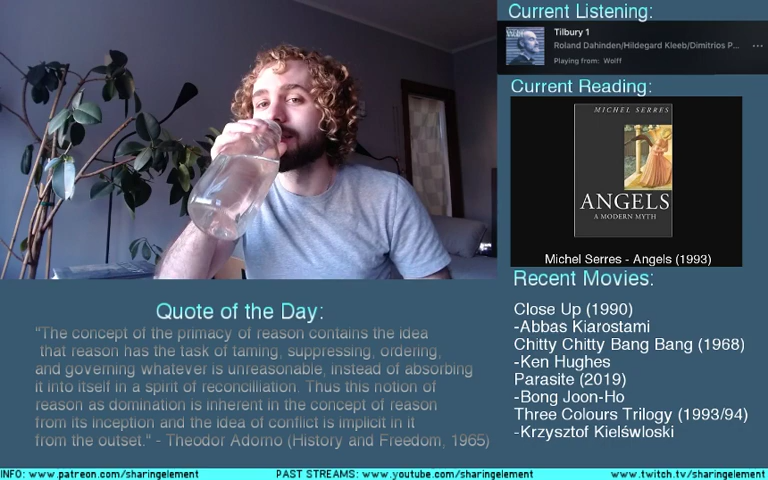 Current Listening:
Tilbury 1
Roland Dahinden/Hildegard Kleeb/Dimitrios P...
Playing from: Wolff
Current Reading:
MICHEL SERRES
ANGELS
A MODERN MYTH
Michel Serres - Angels (1993)
Recent Movies:
Close Up (1990)
-Abbas Kiarostami
Chitty Chitty Bang Bang (1968)
-Ken Hughes
Parasite (2019)
-Bong Joon-Ho
Three Colours Trilogy (1993/94)
-Krzysztof Kielśwloski
Quote of the Day:
"The concept of the primacy of reason contains the idea
that reason has the task of taming, suppressing, ordering,
and governing whatever is unreasonable, instead of absorbing
it into itself in a spirit of reconcilliation. Thus this notion of
reason as domination is inherent in the concept of reason
from its inception and the idea of conflict is implicit in it
from the outset." - Theodor Adorno (History and Freedom, 1965)
INFO: www.patreon.com/sharingelement
PAST STREAMS: www.youtube.com/sharingelement
www.twitch.tv/sharingelement